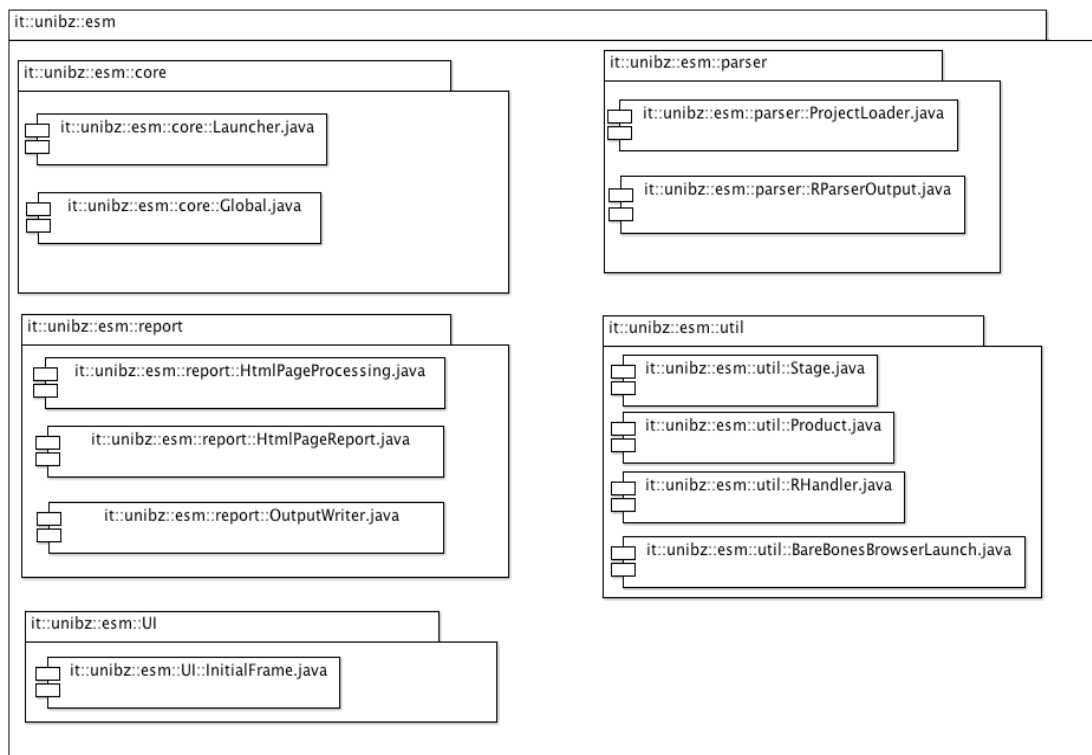 it::unibz::esm
it::unibz::esm::core
it::unibz::esm::core::Launcher.java
it::unibz::esm::core::Global.java
it::unibz::esm::parser
it::unibz::esm::parser::ProjectLoader.java
it::unibz::esm::parser::RParserOutput.java
it::unibz::esm::report
it::unibz::esm::report::HtmlPageProcessing.java
it::unibz::esm::report::HtmlPageReport.java
it::unibz::esm::report::OutputWriter.java
it::unibz::esm::util
it::unibz::esm::util::Stage.java
it::unibz::esm::util::Product.java
it::unibz::esm::util::RHandler.java
it::unibz::esm::util::BareBonesBrowserLaunch.java
it::unibz::esm::UI
it::unibz::esm::UI::InitialFrame.java